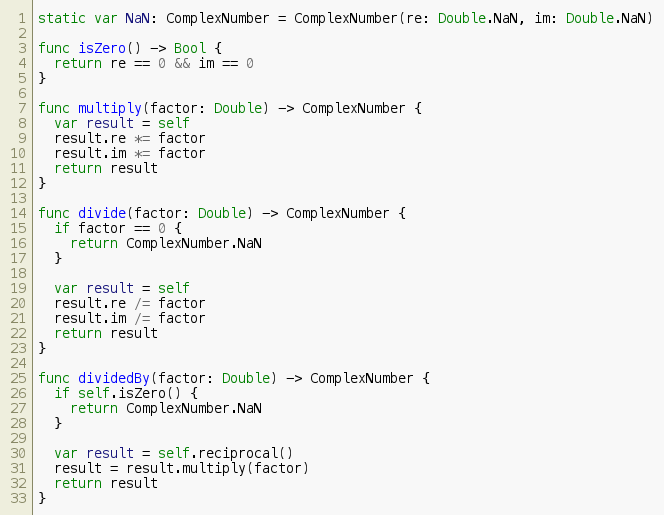 1 static var NaN: ComplexNumber = ComplexNumber(re: Double.NaN, im: Double.NaN)
2
3 func isZero() -> Bool {
4   return re == 0 && im == 0
5 }
6
7 func multiply(factor: Double) -> ComplexNumber {
8   var result = self
9   result.re *= factor
10   result.im *= factor
11   return result
12 }
13
14 func divide(factor: Double) -> ComplexNumber {
15   if factor == 0 {
16     return ComplexNumber.NaN
17   }
18
19   var result = self
20   result.re /= factor
21   result.im /= factor
22   return result
23 }
24
25 func dividedBy(factor: Double) -> ComplexNumber {
26   if self.isZero() {
27     return ComplexNumber.NaN
28   }
29
30   var result = self.reciprocal()
31   result = result.multiply(factor)
32   return result
33 }